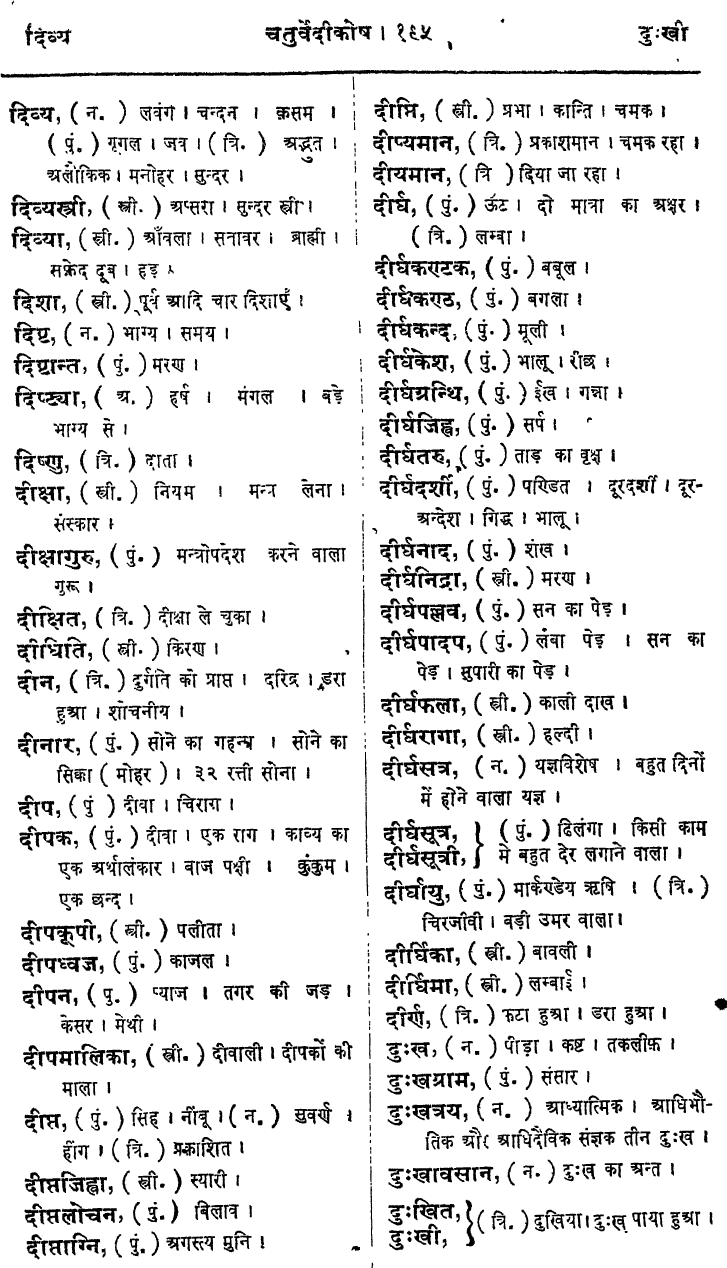 दिव्य चतुर्वेदीकोष । १९५ दुःखी
दिव्य, ( न. ) लवंग । चन्दन । क़सम ।
( पुं. ) गूगल । जव । ( त्रि. ) अद्भुत ।
अलौकिक । मनोहर । सुन्दर ।
दिव्यस्त्री, ( स्त्री. ) अप्सरा । सुन्दर स्त्री ।
दिव्या, ( स्त्री. ) आँवला । सतावर । ब्राह्मी ।
सफ़ेद दूब । हड़ ।
दिशा, ( स्त्री. ) पूर्व आदि चार दिशाएँ ।
दिष्ट, ( न. ) भाग्य । समय ।
दिष्टान्त, ( पुं. ) मरण ।
दिष्ट्या, ( अ. ) हर्ष । मंगल । बड़े
भाग्य से ।
दिष्णु, ( त्रि. ) दाता ।
दीक्षा, ( स्त्री. ) नियम । मन्त्र लेना ।
संस्कार ।
दीक्षागुरु, ( पुं. ) मन्त्रोपदेश करने वाला
गुरू ।
दीक्षित, ( त्रि. ) दीक्षा ले चुका ।
दीधिति, ( स्त्री. ) किरण ।
दीन, ( त्रि. ) दुर्गति को प्राप्त । दरिद्र । डरा
हुआ । शोचनीय ।
दीनार, ( पुं. ) सोने का गहना । सोने का
सिक्का ( मोहर ) । ३२ रत्ती सोना ।
दीप, ( पुं ) दीवा । चिराग ।
दीपक, ( पुं. ) दीवा । एक राग । काव्य का
एक अर्थालंकार । बाज पक्षी । कुंकुम ।
एक छन्द ।
दीपकूपी, ( स्त्री. ) पलीता ।
दीपध्वज, ( पुं. ) काजल ।
दीपन, ( पु. ) प्याज । तगर की जड़ ।
केसर । मेथी ।
दीपमालिका, ( स्त्री. ) दीवाली । दीपकों की
माला ।
दीप्त, ( पुं. ) सिंह । नींबू । ( न. ) सुवर्ण ।
हींग । ( त्रि. ) प्रकाशित ।
दीप्तजिह्वा, ( स्त्री. ) स्यारी ।
दीप्तलोचन, ( पुं. ) बिलाव ।
दीप्ताग्नि, ( पुं. ) अगस्त्य मुनि ।
दीप्ति, ( स्त्री. ) प्रभा । कान्ति । चमक ।
दीप्यमान, ( त्रि. ) प्रकाशमान । चमक रहा ।
दीयमान, ( त्रि ) दिया जा रहा ।
दीर्घ, ( पुं. ) ऊँट । दो मात्रा का अक्षर ।
( त्रि. ) लम्बा ।
दीर्घकण्टक, ( पुं. ) बबूल ।
दीर्घकण्ठ, ( पुं. ) बगला ।
दीर्घकन्द, ( पुं. ) मूली ।
दीर्घकेश, ( पुं. ) भालू । रीछ ।
दीर्घग्रन्थि, ( पुं. ) ईख । गन्ना ।
दीर्घजिह्व, ( पुं. ) सर्प ।
दीर्घतरु, ( पुं. ) ताड़ का वृक्ष ।
दीर्घदर्शी, ( पुं. ) पण्डित । दूरदर्शी । दूर-
अन्देश । गिद्ध । भालू ।
दीर्घनाद, ( पुं. ) शंख ।
दीर्घनिद्रा, ( स्त्री. ) मरण ।
दीर्घपल्लव, ( पुं. ) सन का पेड़ ।
दीर्घपादप, ( पुं. ) लंबा पेड़ । सन का
पेड़ । सुपारी का पेड़ ।
दीर्घफला, ( स्त्री. ) काली दाख ।
दीर्घरागा, ( स्त्री. ) हल्दी ।
दीर्घसत्र, ( न. ) यज्ञविशेष । बहुत दिनों
में होने वाला यज्ञ ।
दीर्घसूत्र, } ( पुं. ) ढिलंगा । किसी काम
दीर्घसूत्री, } मे बहुत देर लगाने वाला ।
दीर्घायु, ( पुं. ) मार्कण्डेय ऋषि । ( त्रि. )
चिरजीवी । बड़ी उमर वाला ।
दीर्घिका, ( स्त्री. ) बावली ।
दीर्घिमा, ( स्त्री. ) लम्बाई ।
दीर्ण, ( त्रि. ) फटा हुआ । डरा हुआ ।
दुःख, ( न. ) पीड़ा । कष्ट । तकलीफ़ ।
दुःखग्राम, ( पुं. ) संसार ।
दुःखत्रय, ( न. ) आध्यात्मिक । आधिभौ-
तिक और आधिदैविक संज्ञक तीन दुःख ।
दुःखावसान, ( न. ) दुःख का अन्त ।
दुःखित, } ( त्रि. ) दुखिया । दुःख पाया हुआ ।
दुःखी, }